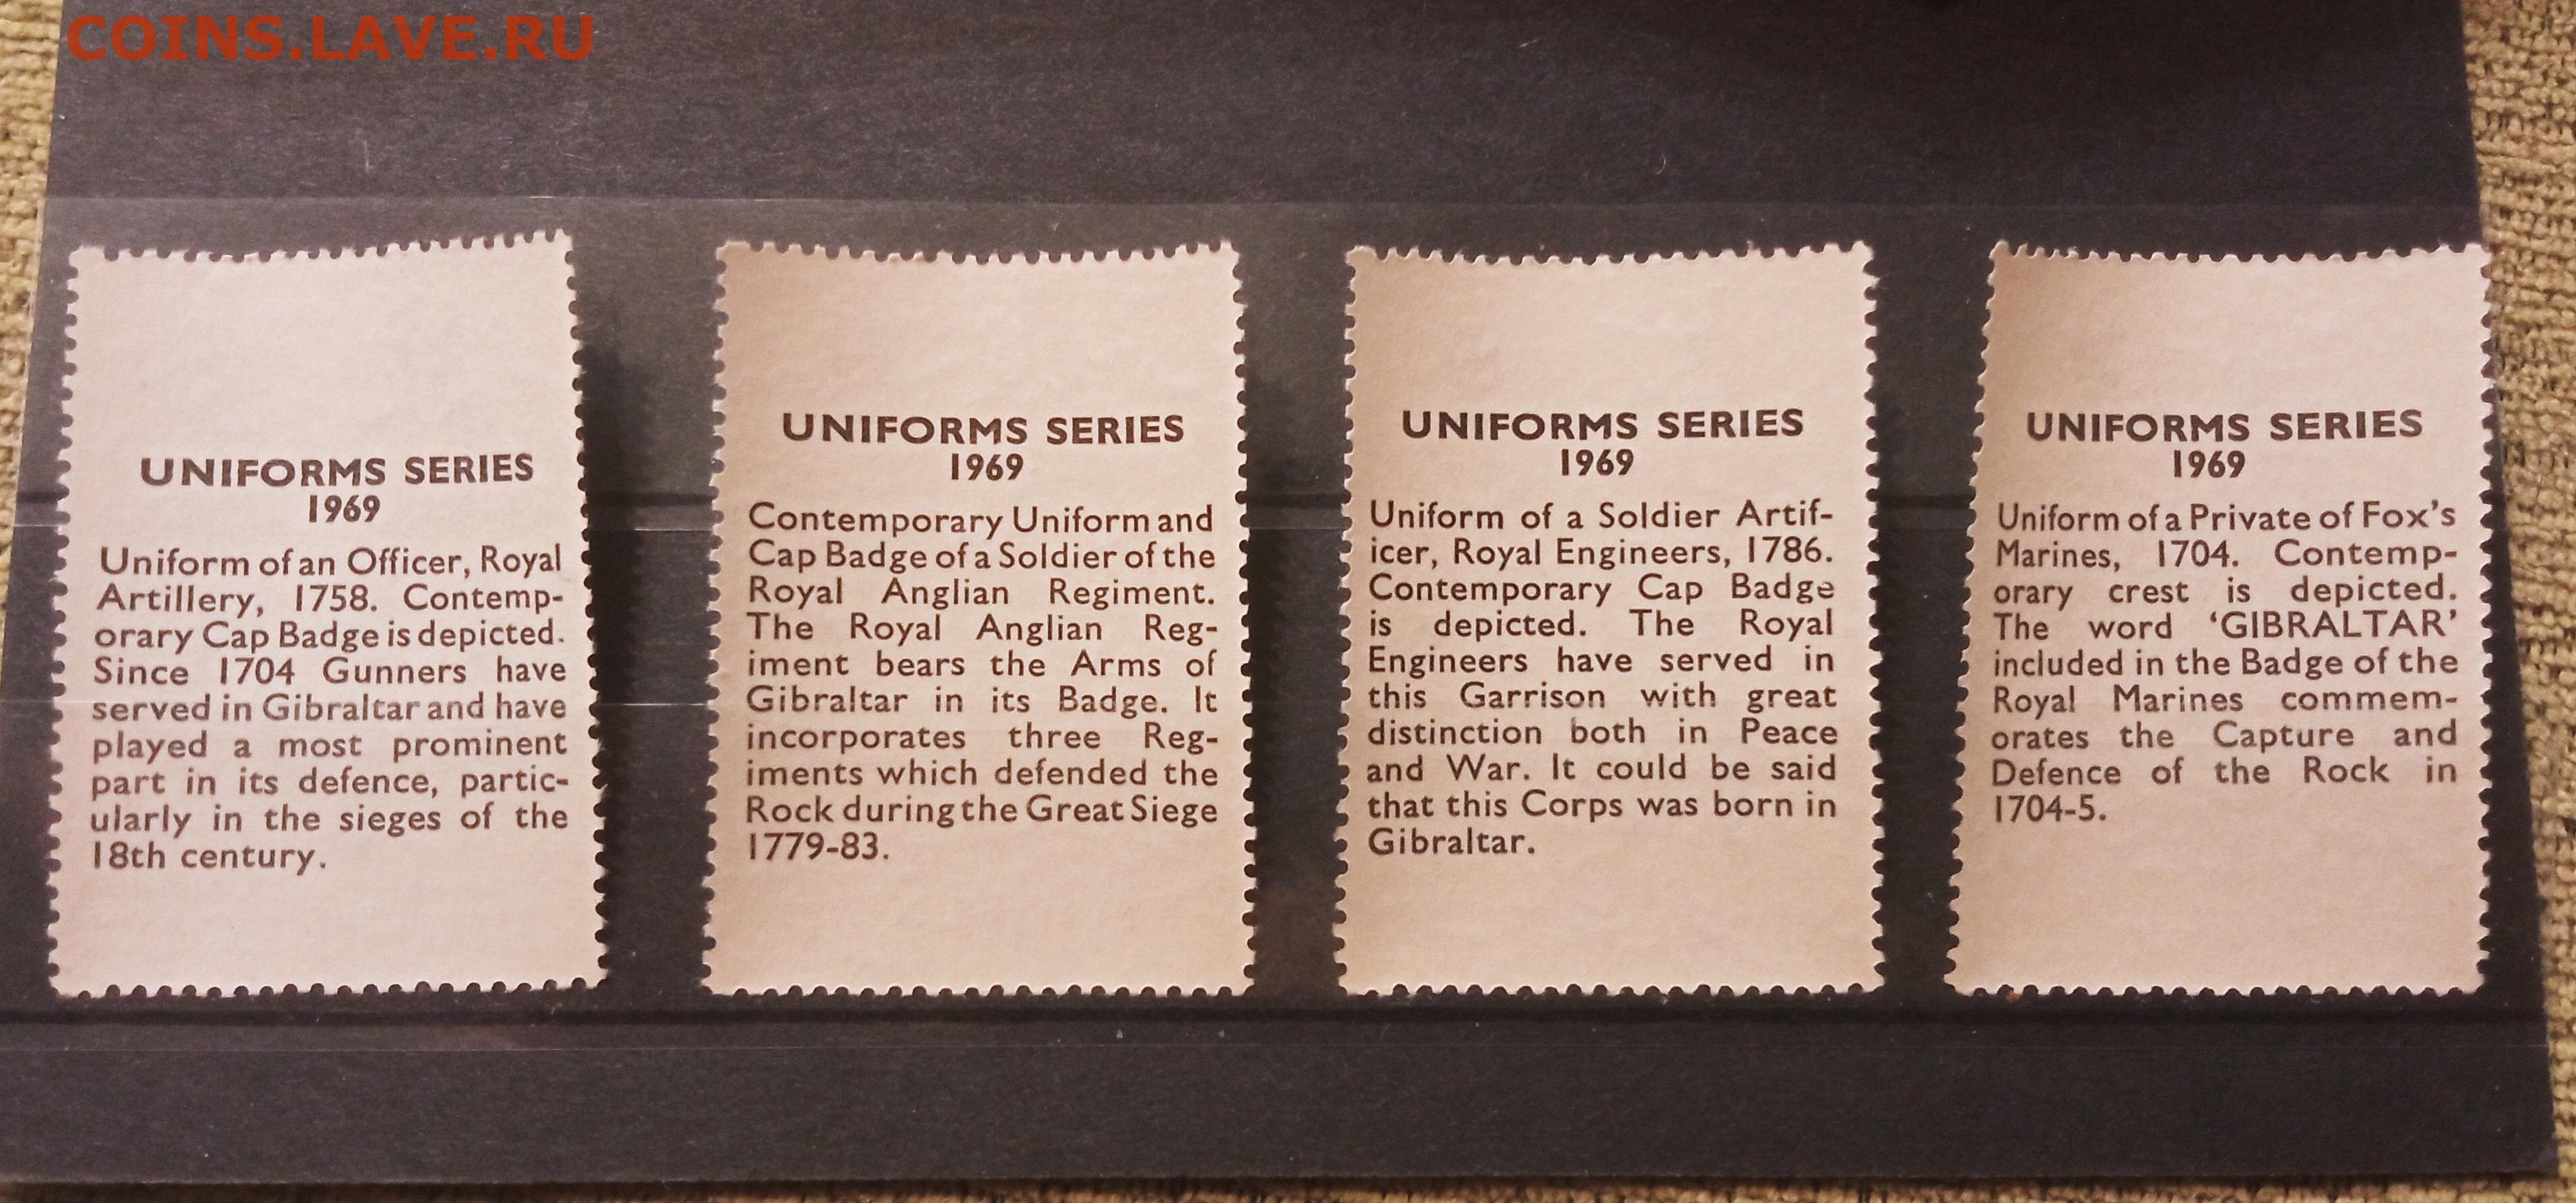 COINS.LAVE.RU
UNIFORMS SERIES
1969
Uniform of an Officer, Royal
Artillery, 1758. Contemp-
orary Cap Badge is depicted.
Since 1704 Gunners have
served in Gibraltar and have
played a most prominent
part in its defence, partic-
ularly in the sieges of the
18th century.
UNIFORMS SERIES
1969
Contemporary Uniform and
Cap Badge of a Soldier of the
Royal Anglian Regiment.
The Royal Anglian Reg-
iment bears the Arms of
Gibraltar in its Badge. It
incorporates three Reg-
iments which defended the
Rock during the Great Siege
1779-83.
UNIFORMS SERIES
1969
Uniform of a Soldier Artif-
icer, Royal Engineers, 1786.
Contemporary Cap Badge
is depicted. The Royal
Engineers have served in
this Garrison with great
distinction both in Peace
and War. It could be said
that this Corps was born in
Gibraltar.
UNIFORMS SERIES
1969
Uniform of a Private of Fox's
Marines, 1704. Contemp-
orary crest is depicted.
The word 'GIBRALTAR'
included in the Badge of the
Royal Marines commem-
orates the Capture and
Defence of the Rock in
1704-5.